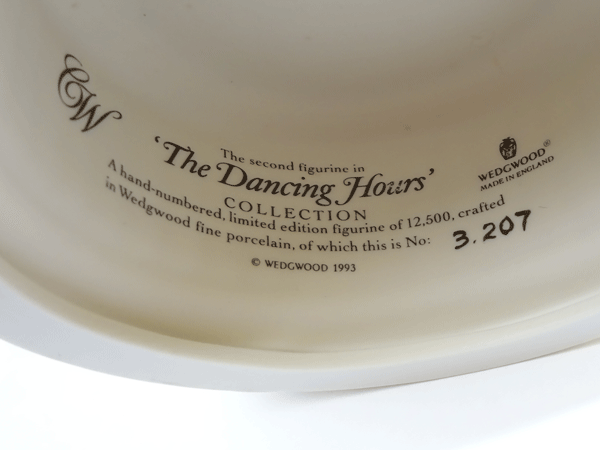 CW
The second figurine in
'The Dancing Hours'
COLLECTION
A hand-numbered, limited edition figurine of 12,500, crafted
in Wedgwood fine porcelain, of which this is No: 3.207
© WEDGWOOD 1993
WEDGWOOD®
MADE IN ENGLAND